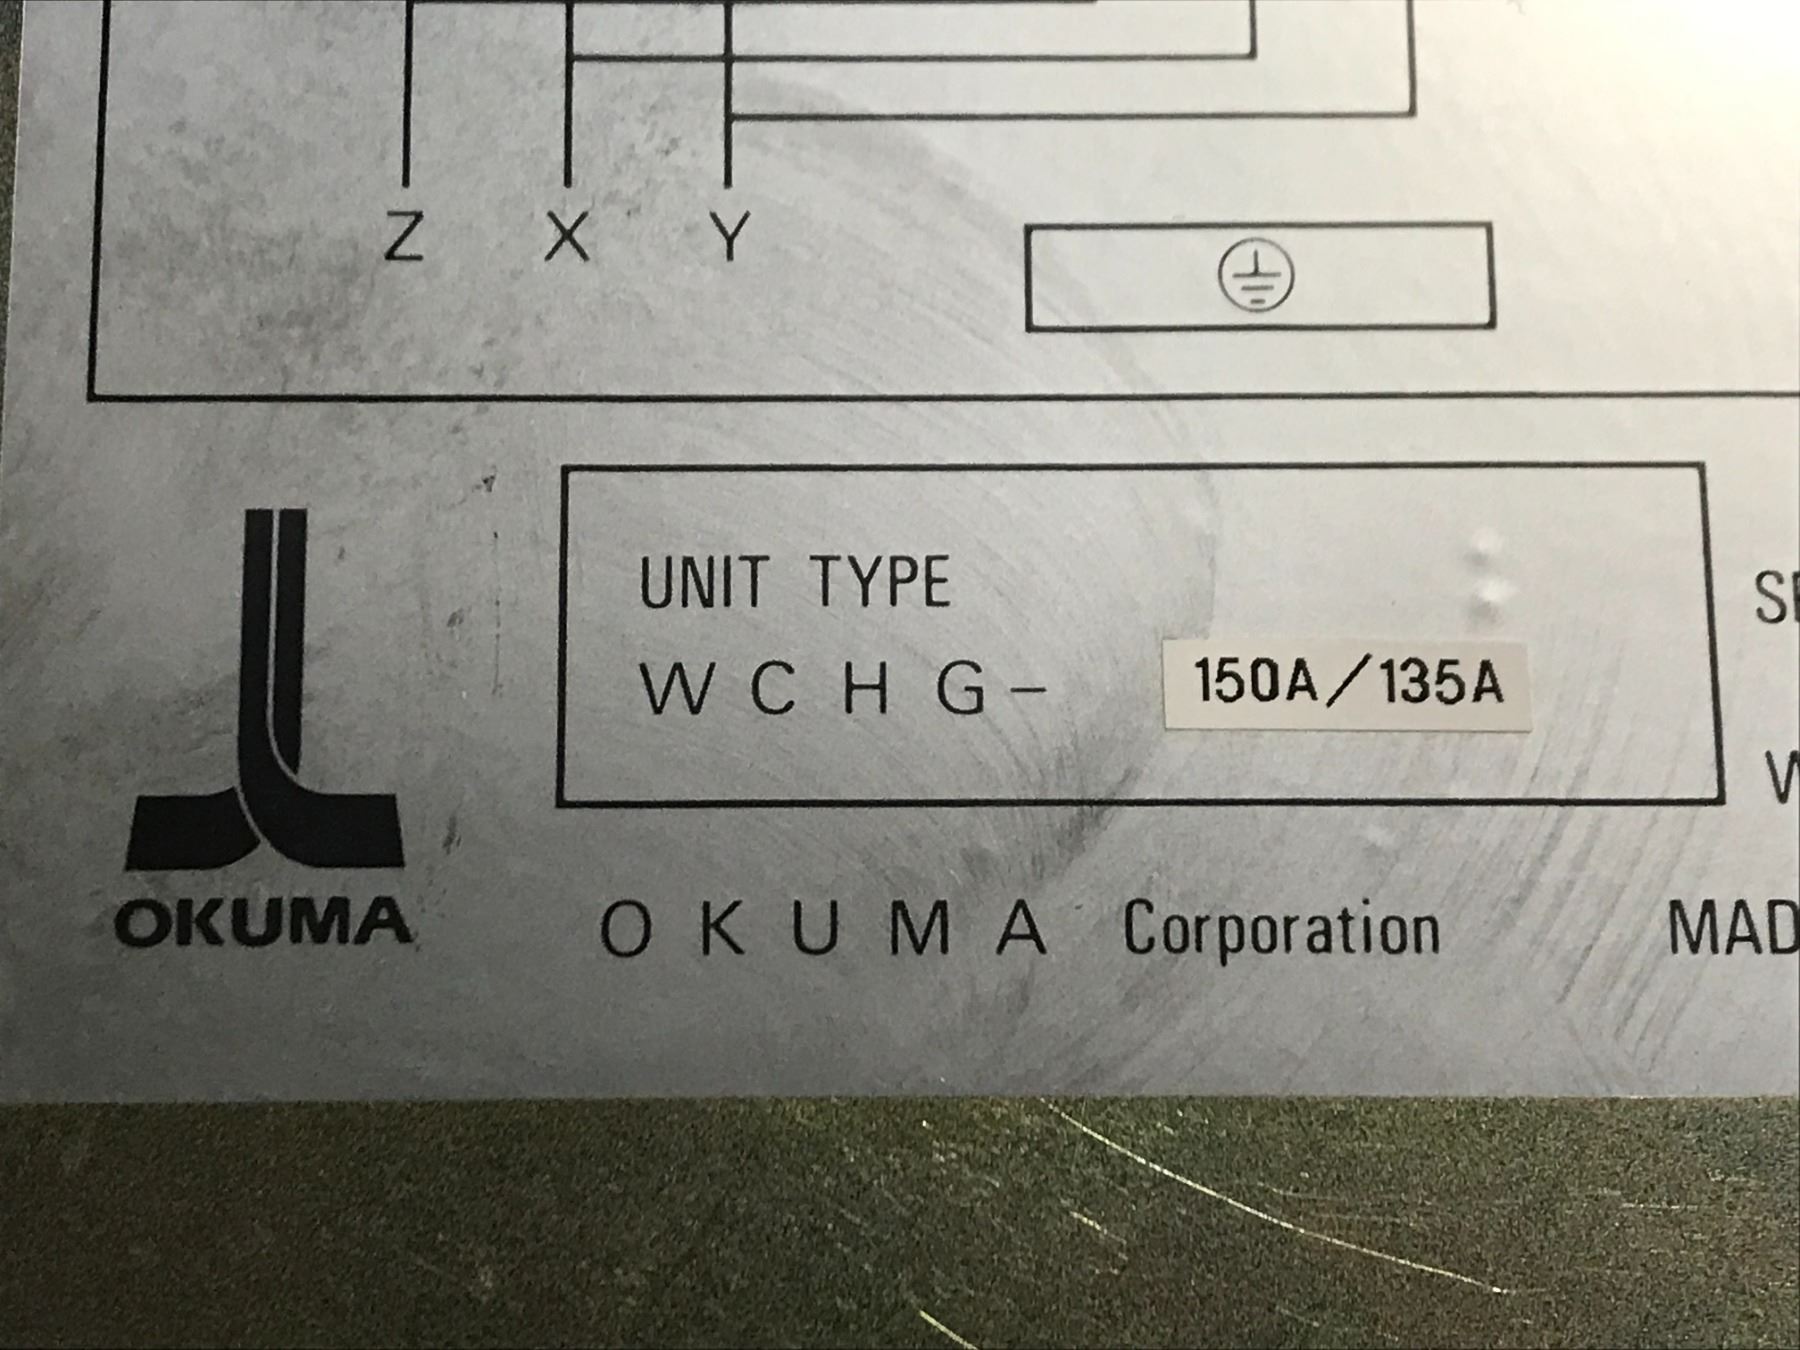 Z X Y
UNIT TYPE
WCHG- 150A/135A
OKUMA
OKUMA Corporation